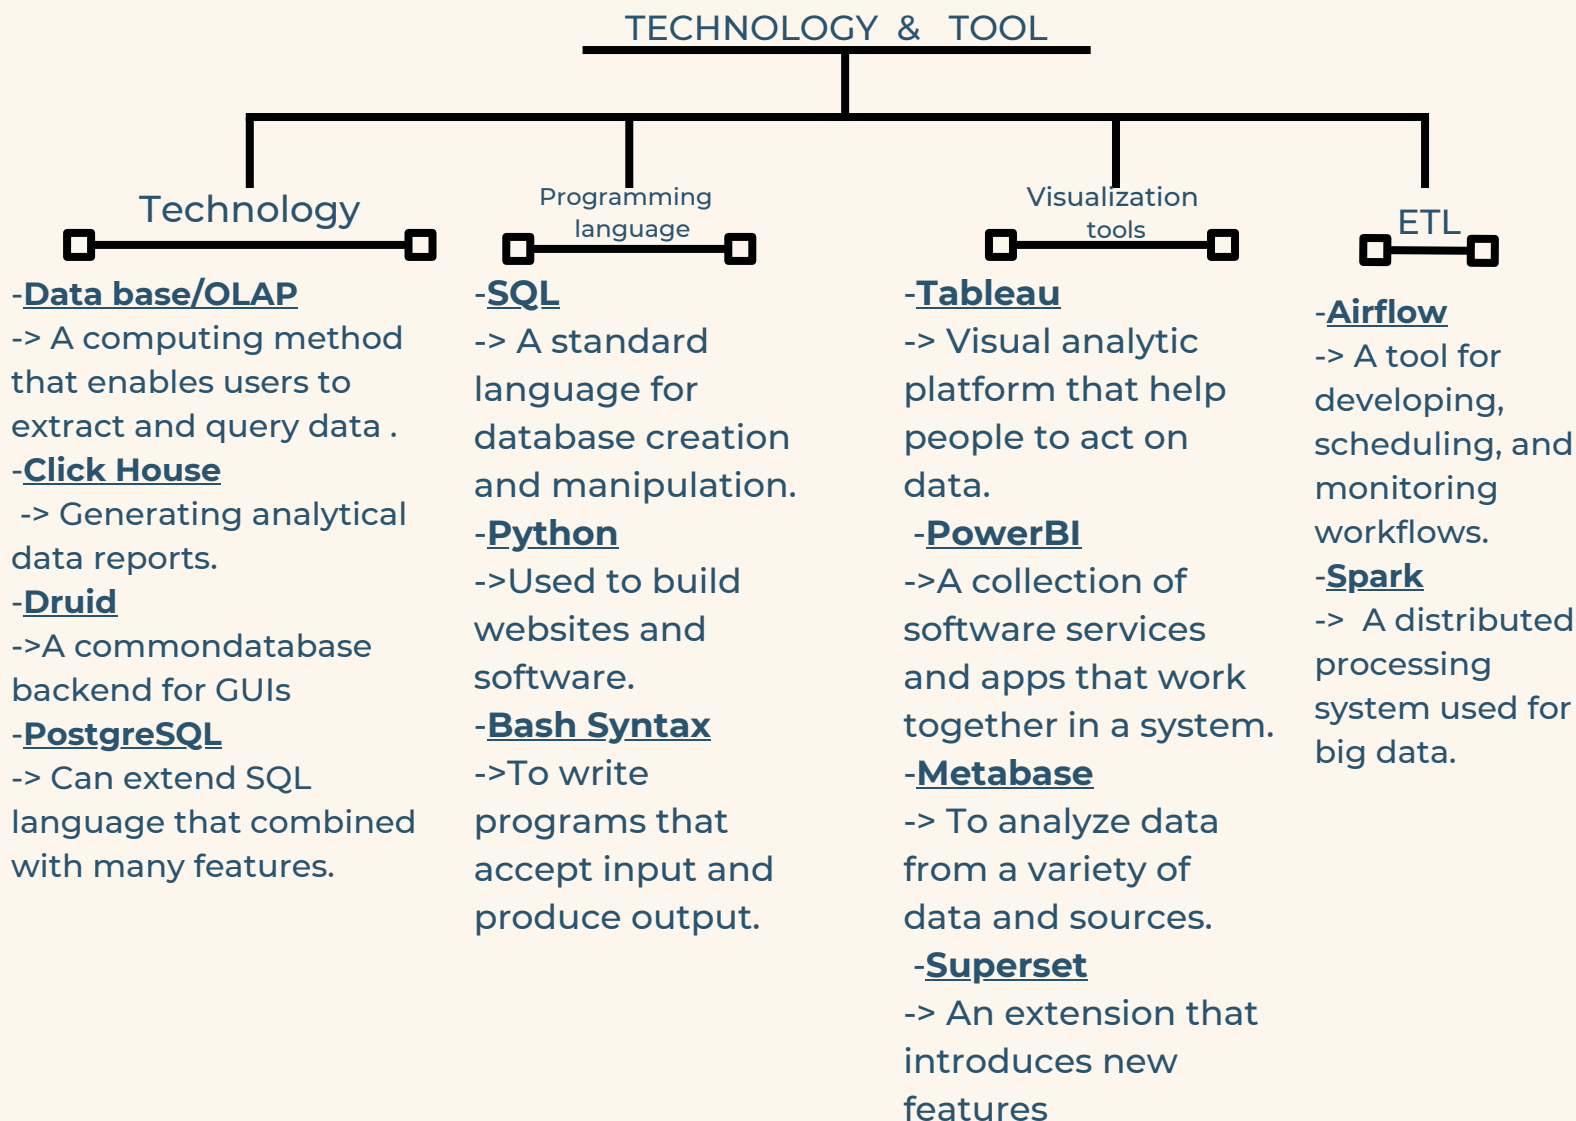 TECHNOLOGY & TOOL
Technology
-Data base/OLAP
-> A computing method
that enables users to
extract and query data .
-Click House
-> Generating analytical
data reports.
-Druid
->A commondatabase
backend for GUIs
-PostgreSQL
-> Can extend SQL
language that combined
with many features.
Programming
language
-SQL
-> A standard
language for
database creation
and manipulation.
-Python
->Used to build
websites and
software.
-Bash Syntax
->To write
programs that
accept input and
produce output.
Visualization
tools
-Tableau
-> Visual analytic
platform that help
people to act on
data.
-PowerBI
->A collection of
software services
and apps that work
together in a system.
-Metabase
-> To analyze data
from a variety of
data and sources.
-Superset
-> An extension that
introduces new
features
ETL
-Airflow
-> A tool for
developing,
scheduling, and
monitoring
workflows.
-Spark
-> A distributed
processing
system used for
big data.